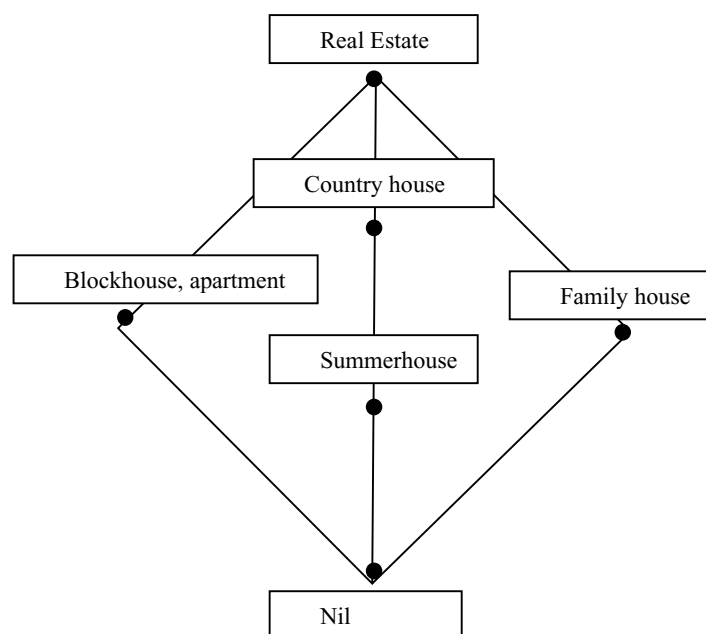 Real Estate
Country house
Blockhouse, apartment
Family house
Summerhouse
Nil